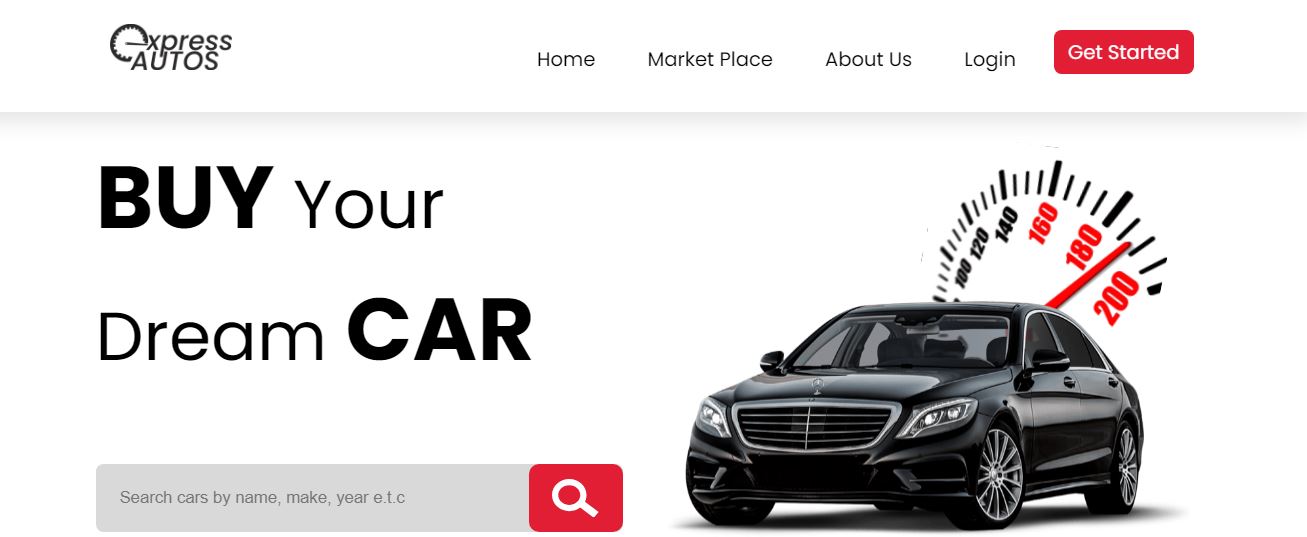 express
AUTOS
Home
Market Place
About Us
Login
Get Started
BUY Your
Dream CAR
100
120
140
160
180
200
Search cars by name, make, year e.t.c